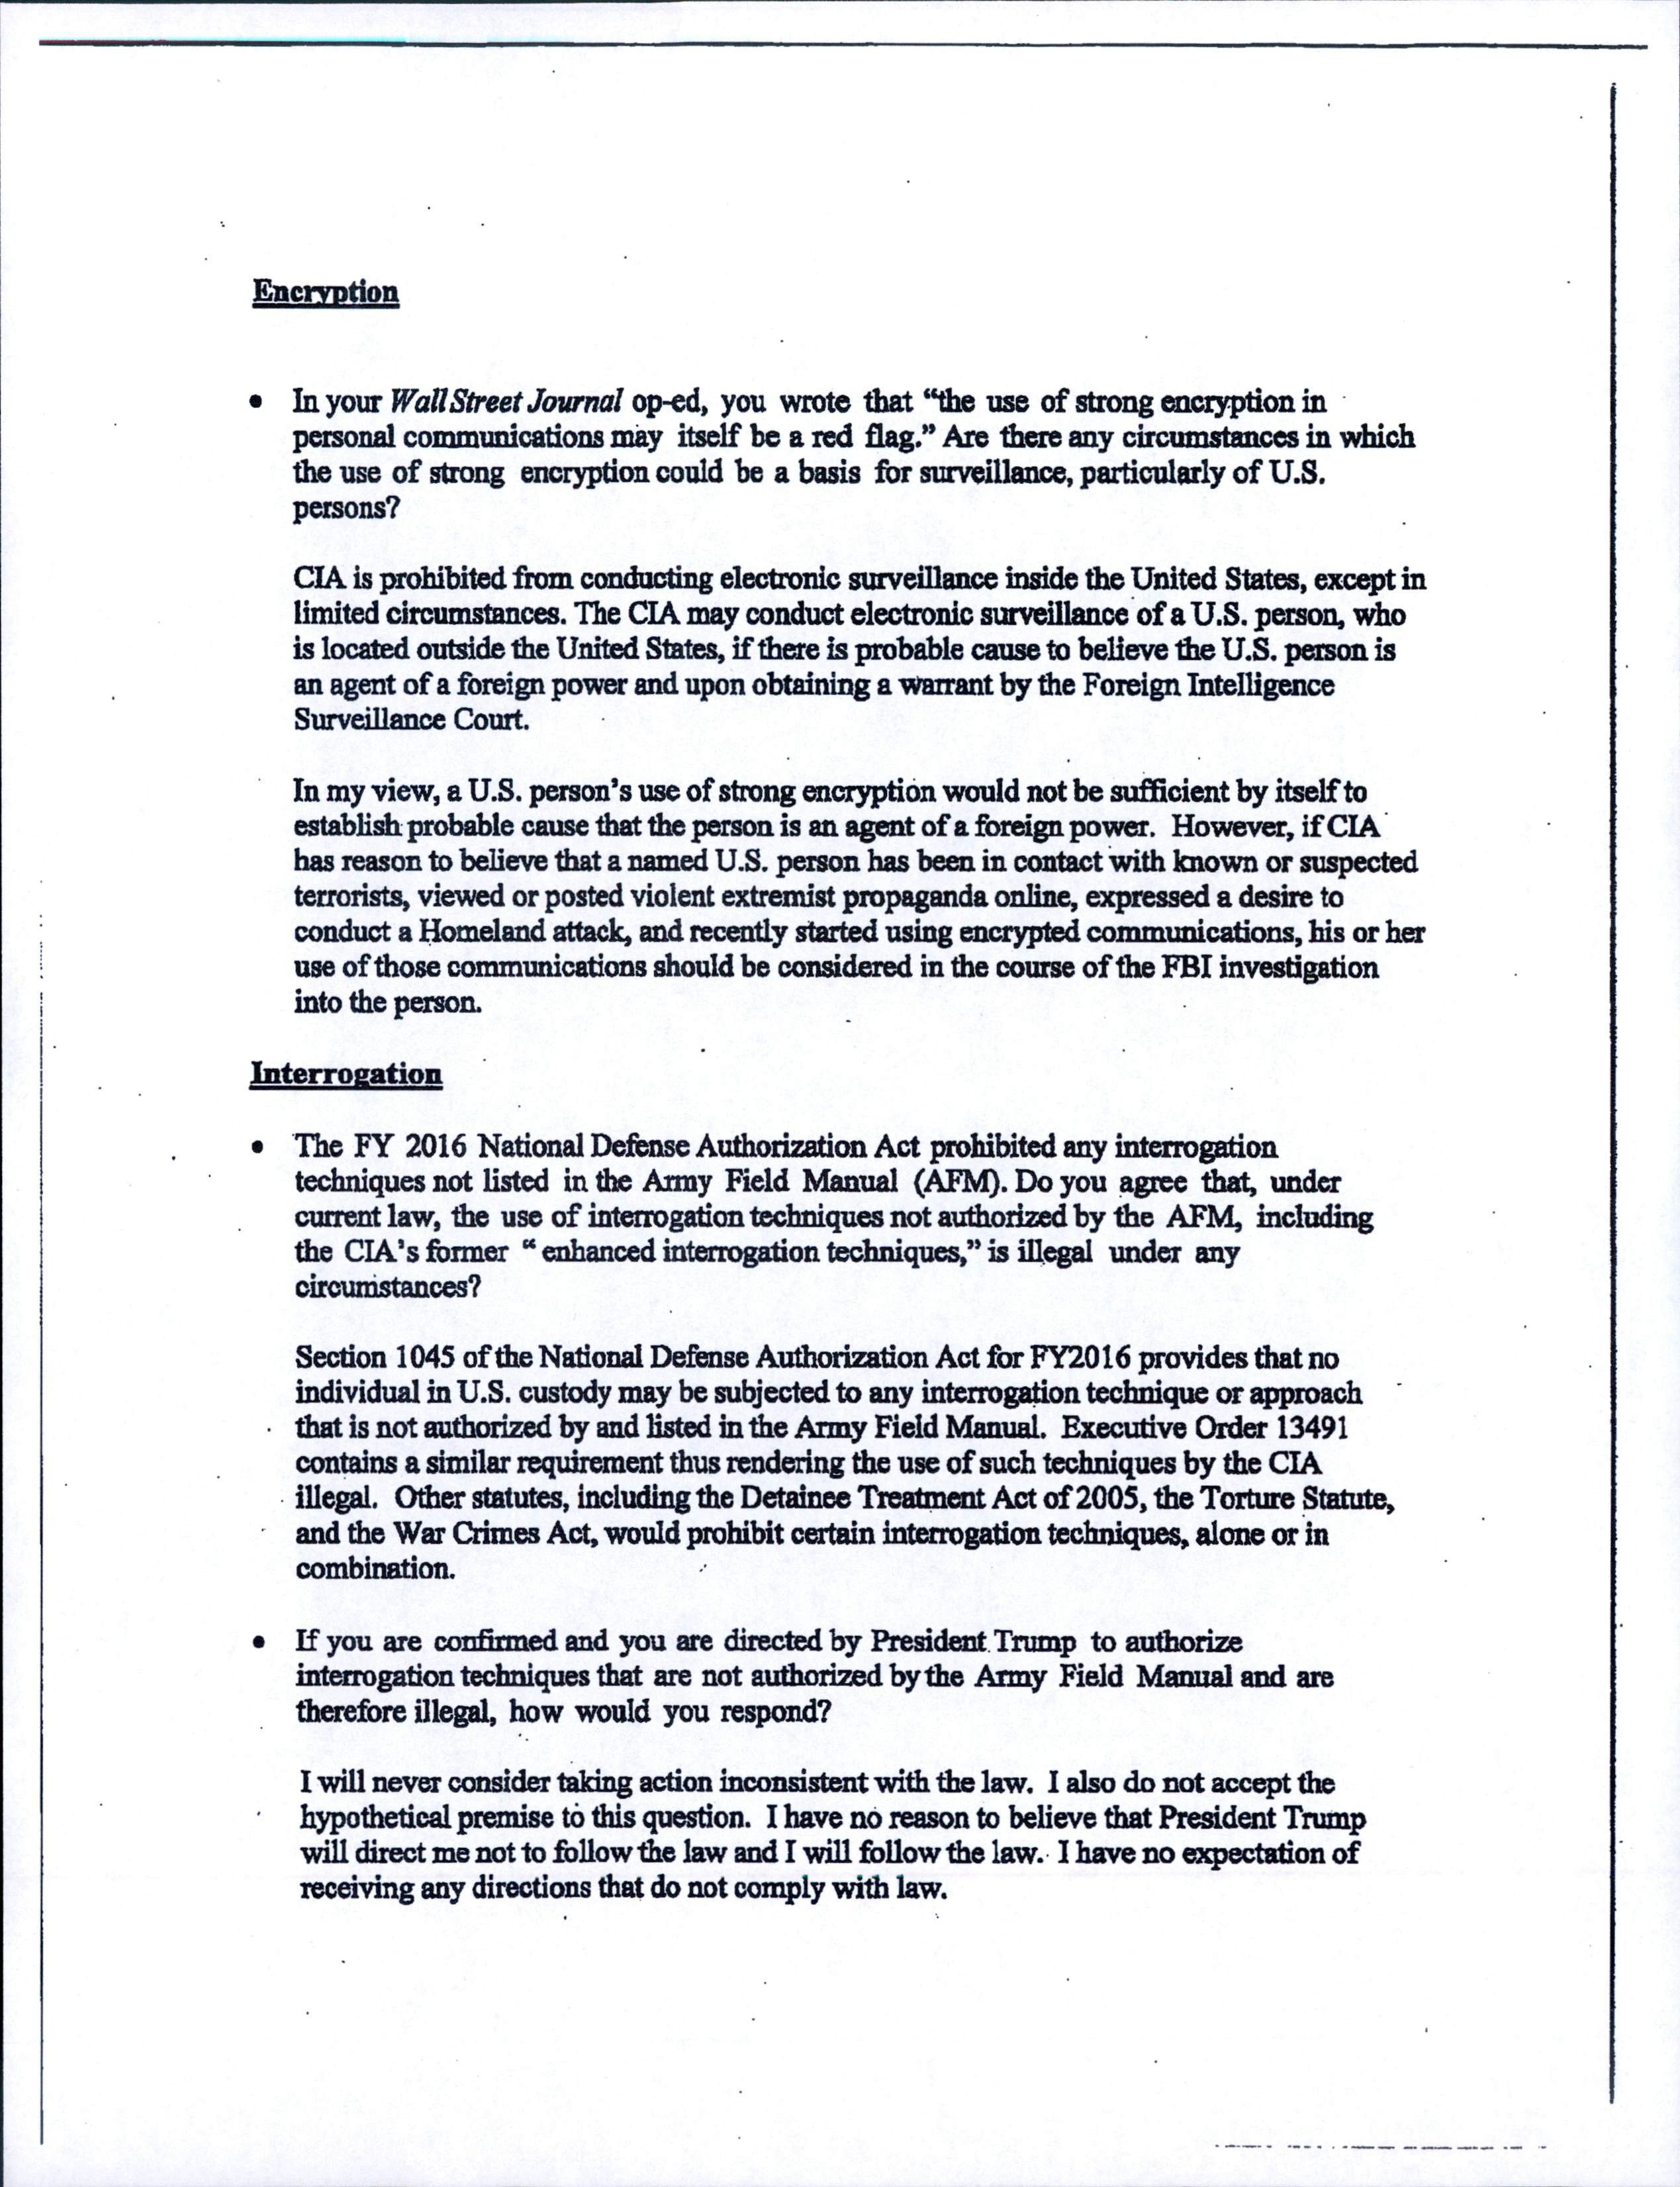 Encryption
• In your Wall Street Journal op-ed, you wrote that “the use of strong encryption in
personal communications may itself be a red flag.” Are there any circumstances in which
the use of strong encryption could be a basis for surveillance, particularly of U.S.
persons?
CIA is prohibited from conducting electronic surveillance inside the United States, except in
limited circumstances. The CIA may conduct electronic surveillance of a U.S. person, who
is located outside the United States, if there is probable cause to believe the U.S. person is
an agent of a foreign power and upon obtaining a warrant by the Foreign Intelligence
Surveillance Court.
In my view, a U.S. person’s use of strong encryption would not be sufficient by itself to
establish probable cause that the person is an agent of a foreign power. However, if CIA
has reason to believe that a named U.S. person has been in contact with known or suspected
terrorists, viewed or posted violent extremist propaganda online, expressed a desire to
conduct a Homeland attack, and recently started using encrypted communications, his or her
use of those communications should be considered in the course of the FBI investigation
into the person.
Interrogation
• The FY 2016 National Defense Authorization Act prohibited any interrogation
techniques not listed in the Army Field Manual (AFM). Do you agree that, under
current law, the use of interrogation techniques not authorized by the AFM, including
the CIA's former “ enhanced interrogation techniques,” is illegal under any
circumstances?
Section 1045 of the National Defense Authorization Act for FY2016 provides that no
individual in U.S. custody may be subjected to any interrogation technique or approach
that is not authorized by and listed in the Army Field Manual. Executive Order 13491
contains a similar requirement thus rendering the use of such techniques by the CIA
illegal. Other statutes, including the Detainee Treatment Act of 2005, the Torture Statute,
and the War Crimes Act, would prohibit certain interrogation techniques, alone or in
combination.
• If you are confirmed and you are directed by President Trump to authorize
interrogation techniques that are not authorized by the Army Field Manual and are
therefore illegal, how would you respond?
I will never consider taking action inconsistent with the law. I also do not accept the
hypothetical premise to this question. I have no reason to believe that President Trump
will direct me not to follow the law and I will follow the law. I have no expectation of
receiving any directions that do not comply with law.